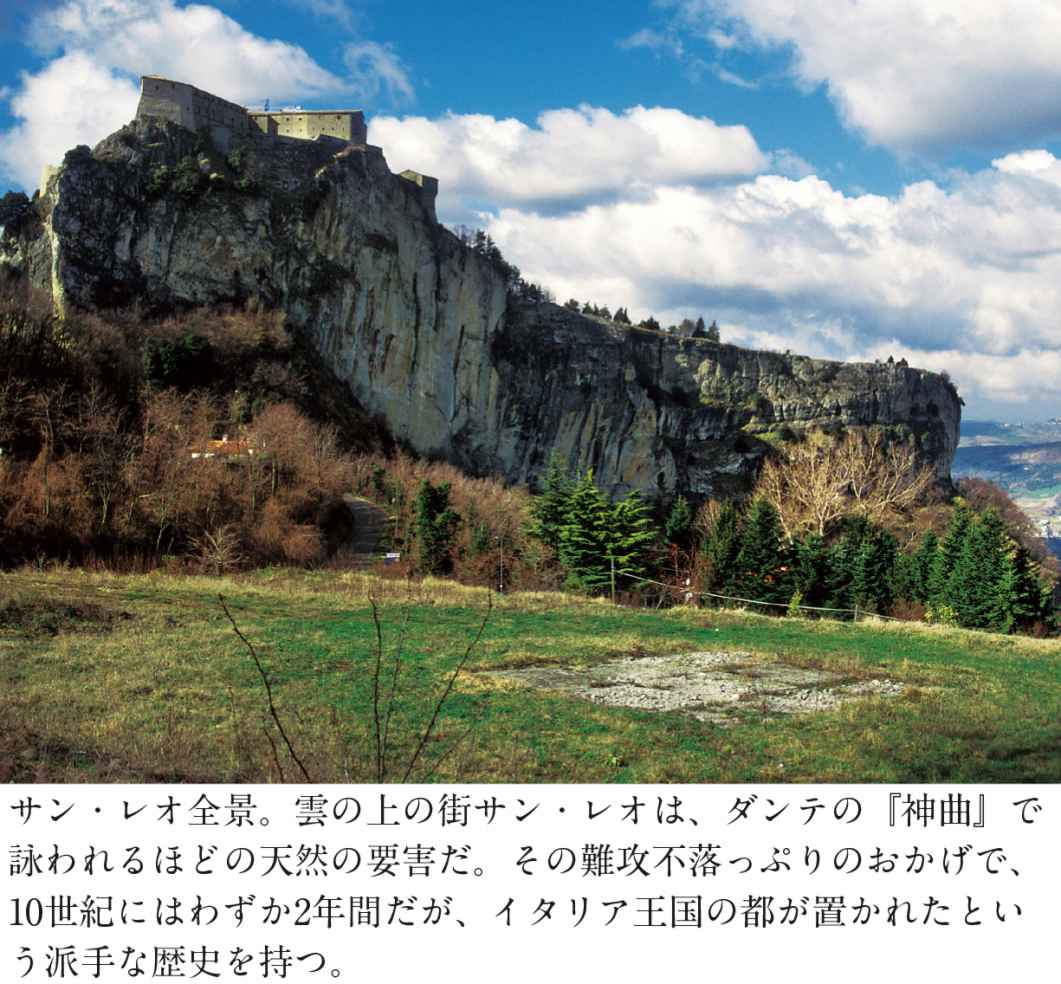 サン・レオ全景。雲の上の街サン・レオは、ダンテの『神曲』で
詠われるほどの天然の要害だ。その難攻不落っぷりのおかげで、
10世紀にはわずか2年間だが、イタリア王国の都が置かれたとい
う派手な歴史を持つ。